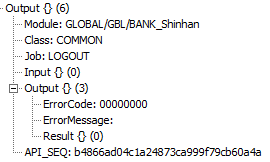 Output {} (6)
Module: GLOBAL/GBL/BANK_Shinhan
Class: COMMON
Job: LOGOUT
Input {} (0)
Output {} (3)
ErrorCode: 00000000
ErrorMessage:
Result {} (0)
API_SEQ: b4866ad04c1a24873ca999f79cb60a4a